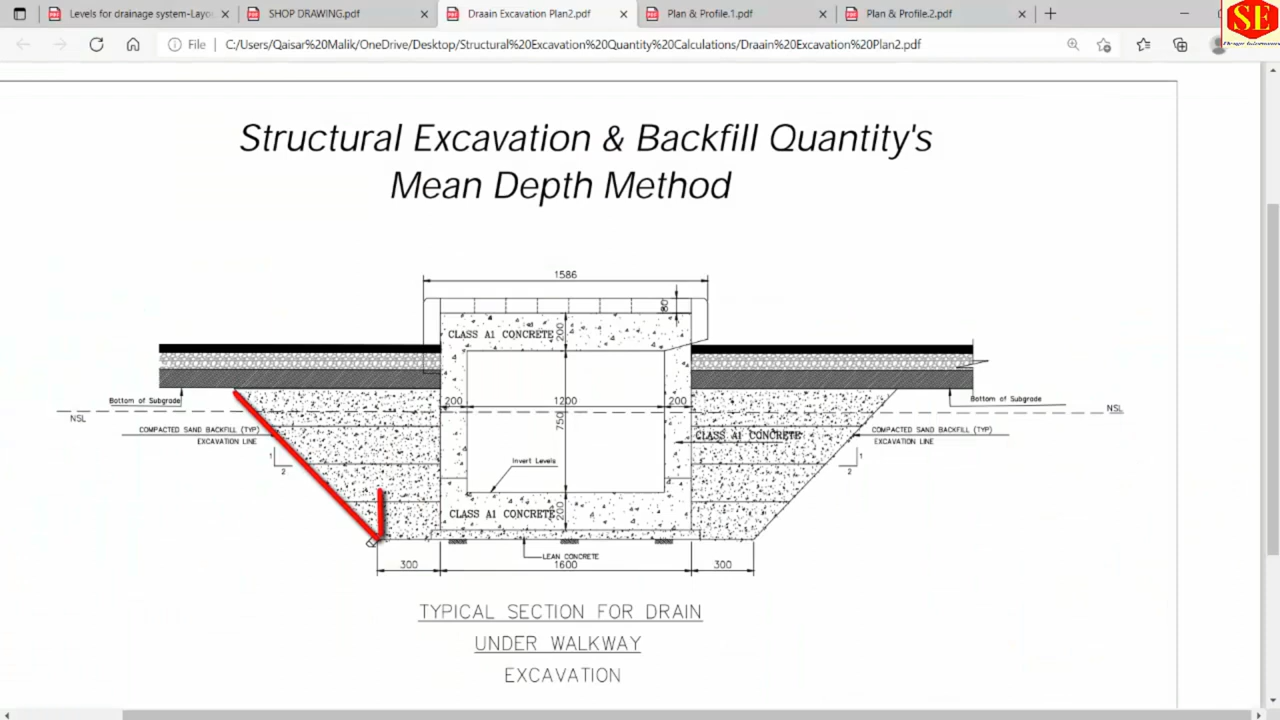 Levels for drainage system-Layo
SHOP DRAWING.pdf
Draain Excavation Plan2.pdf
Plan & Profile.1.pdf
Plan & Profile.2.pdf
SE
File
C:/Users/Qaisar%20Malik/OneDrive/Desktop/Structural%20Excavation%20Quantity%20Calculations/Draain%20Excavation%20Plan2.pdf
Structural Excavation & Backfill Quantity's
Mean Depth Method
1586
80
CLASS A1 CONCRETE
200
Bottom of Subgrade
200
1200
200
Bottom of Subgrade
NSL
NSL
750
COMPACTED SAND BACKFILL (TYP)
EXCAVATION LINE
CLASS A1 CONCRETE
COMPACTED SAND BACKFILL (TYP)
EXCAVATION LINE
1
2
Invert Levels
1
2
CLASS A1 CONCRETE
200
LEAN CONCRETE
300
1600
300
TYPICAL SECTION FOR DRAIN
UNDER WALKWAY
EXCAVATION